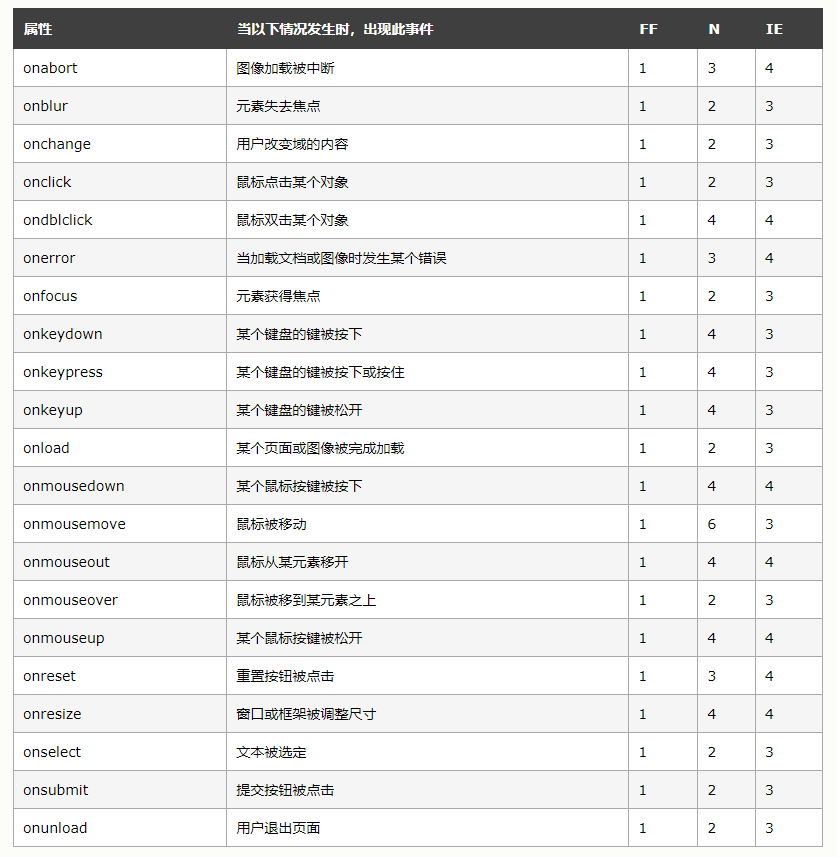 属性 当以下情况发生时，出现此事件 FF N IE
onabort 图像加载被中断 1 3 4
onblur 元素失去焦点 1 2 3
onchange 用户改变域的内容 1 2 3
onclick 鼠标点击某个对象 1 2 3
ondblclick 鼠标双击某个对象 1 4 4
onerror 当加载文档或图像时发生某个错误 1 3 4
onfocus 元素获得焦点 1 2 3
onkeydown 某个键盘的键被按下 1 4 3
onkeypress 某个键盘的键被按下或按住 1 4 3
onkeyup 某个键盘的键被松开 1 4 3
onload 某个页面或图像被完成加载 1 2 3
onmousedown 某个鼠标按键被按下 1 4 4
onmousemove 鼠标被移动 1 6 3
onmouseout 鼠标从某元素移开 1 4 4
onmouseover 鼠标被移到某元素之上 1 2 3
onmouseup 某个鼠标按键被松开 1 4 4
onreset 重置按钮被点击 1 3 4
onresize 窗口或框架被调整尺寸 1 4 4
onselect 文本被选定 1 2 3
onsubmit 提交按钮被点击 1 2 3
onunload 用户退出页面 1 2 3